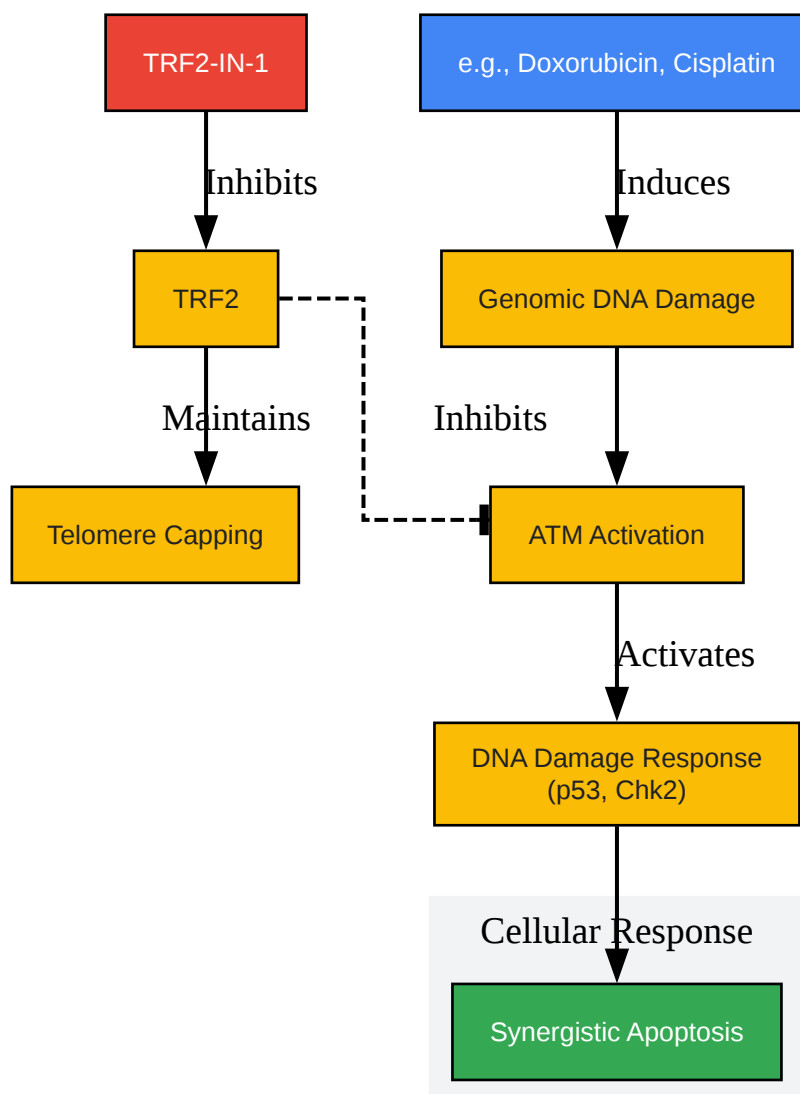 TRF2-IN-1
e.g., Doxorubicin, Cisplatin
Inhibits
Induces
TRF2
Genomic DNA Damage
Maintains
Inhibits
Telomere Capping
ATM Activation
Activates
DNA Damage Response
(p53, Chk2)
Cellular Response
Synergistic Apoptosis